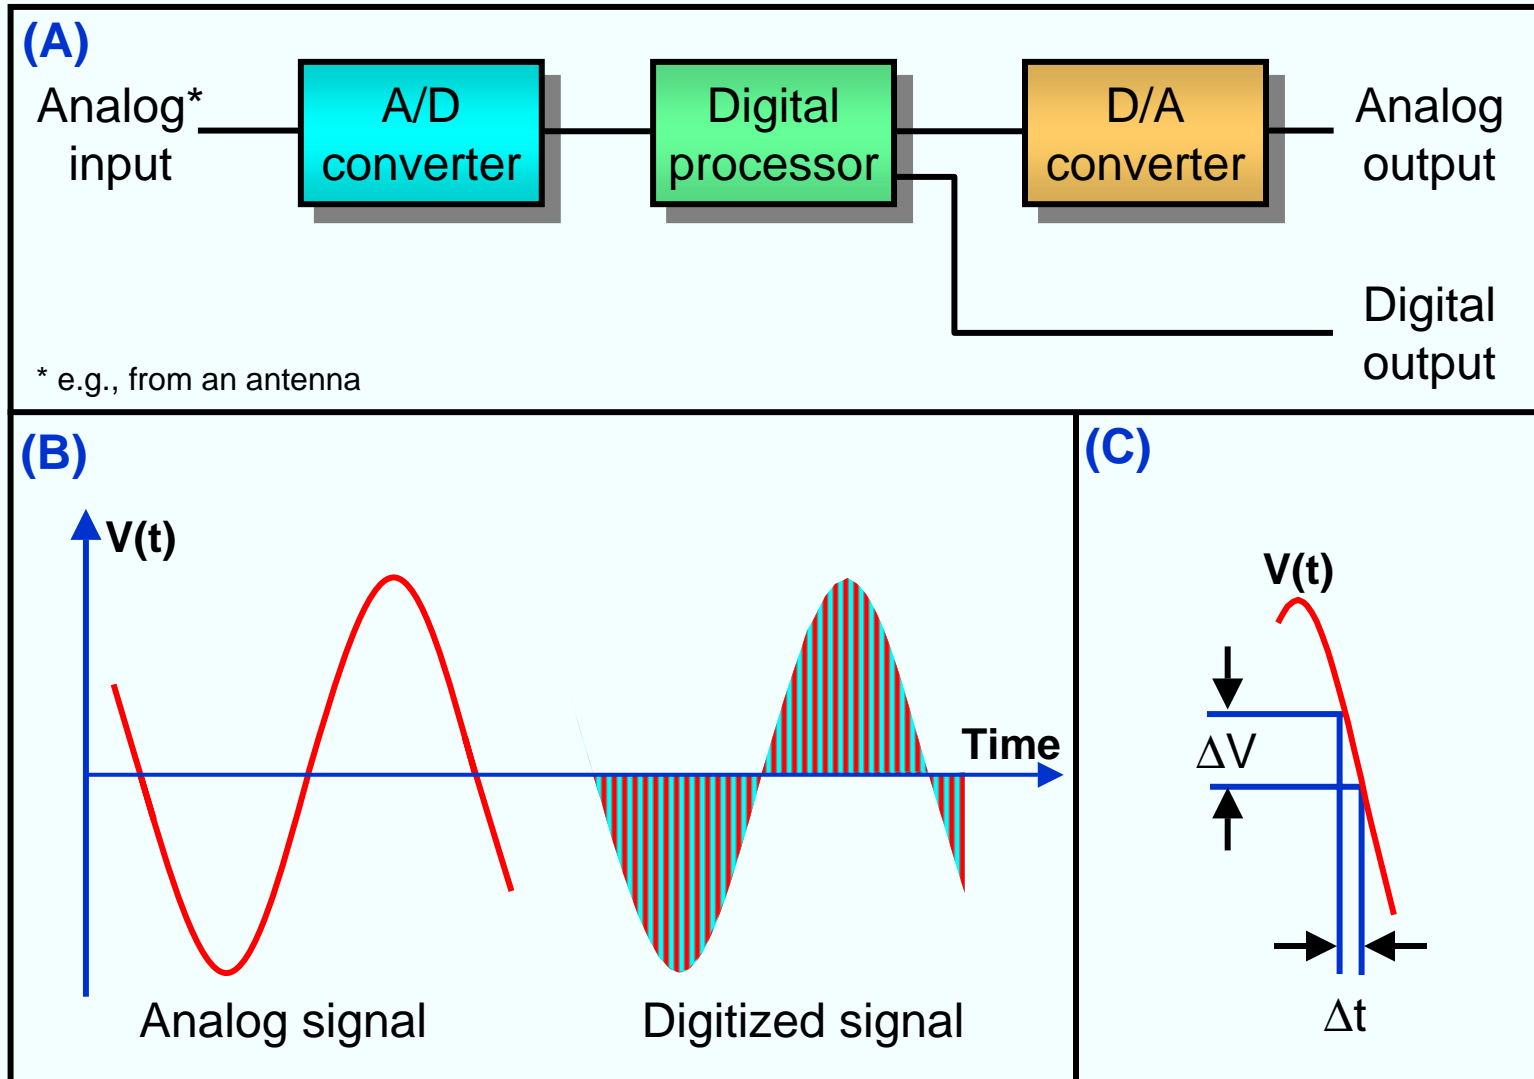 (A)
Analog*
input
A/D
converter
Digital
processor
D/A
converter
Analog
output
Digital
output
* e.g., from an antenna
(B)
V(t)
Time
Analog signal
Digitized signal
(C)
V(t)
ΔV
Δt